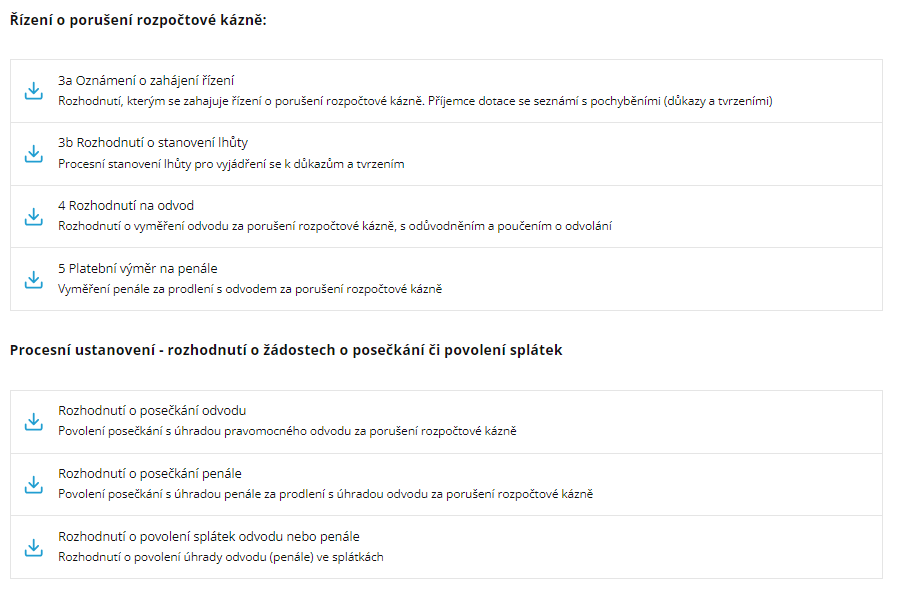 Řízení o porušení rozpočtové kázně:
3a Oznámení o zahájení řízení
Rozhodnutí, kterým se zahajuje řízení o porušení rozpočtové kázně. Příjemce dotace se seznámí s pochyběními (důkazy a tvrzeními)
3b Rozhodnutí o stanovení lhůty
Procesní stanovení lhůty pro vyjádření se k důkazům a tvrzením
4 Rozhodnutí na odvod
Rozhodnutí o vyměření odvodu za porušení rozpočtové kázně, s odůvodněním a poučením o odvolání
5 Platební výměr na penále
Vyměření penále za prodlení s odvodem za porušení rozpočtové kázně
Procesní ustanovení - rozhodnutí o žádostech o posečkání či povolení splátek
Rozhodnutí o posečkání odvodu
Povolení posečkání s úhradou pravomocného odvodu za porušení rozpočtové kázně
Rozhodnutí o posečkání penále
Povolení posečkání s úhradou penále za prodlení s úhradou odvodu za porušení rozpočtové kázně
Rozhodnutí o povolení splátek odvodu nebo penále
Rozhodnutí o povolení úhrady odvodu (penále) ve splátkách